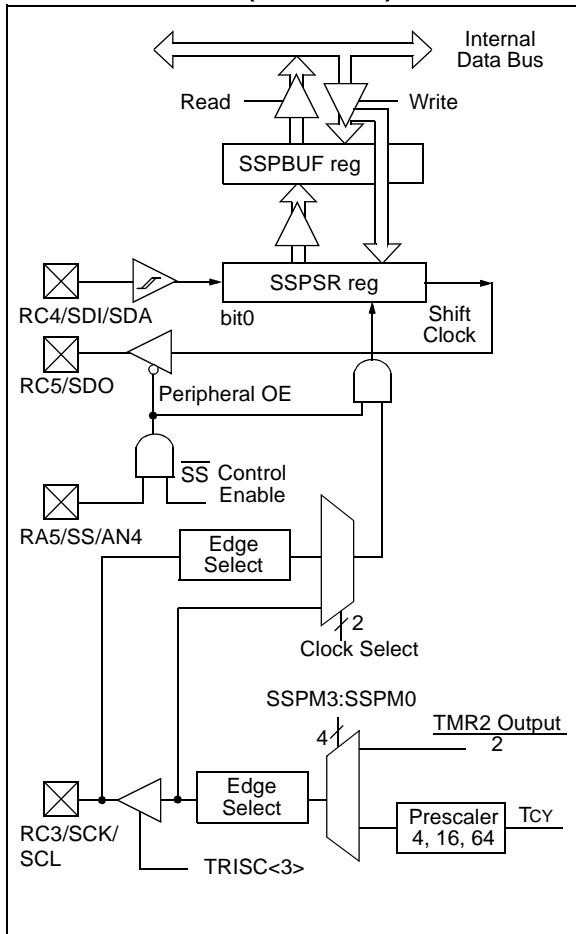 Internal
Data Bus
Read
Write
SSPBUF reg
SSPSR reg
RC4/SDI/SDA
bit0
Shift
Clock
RC5/SDO
Peripheral OE
SS Control
Enable
RA5/SS/AN4
Edge
Select
2
Clock Select
SSPM3:SSPM0
TMR2 Output
2
4
Edge
Select
Prescaler
4, 16, 64
TCY
RC3/SCK/
SCL
TRISC<3>